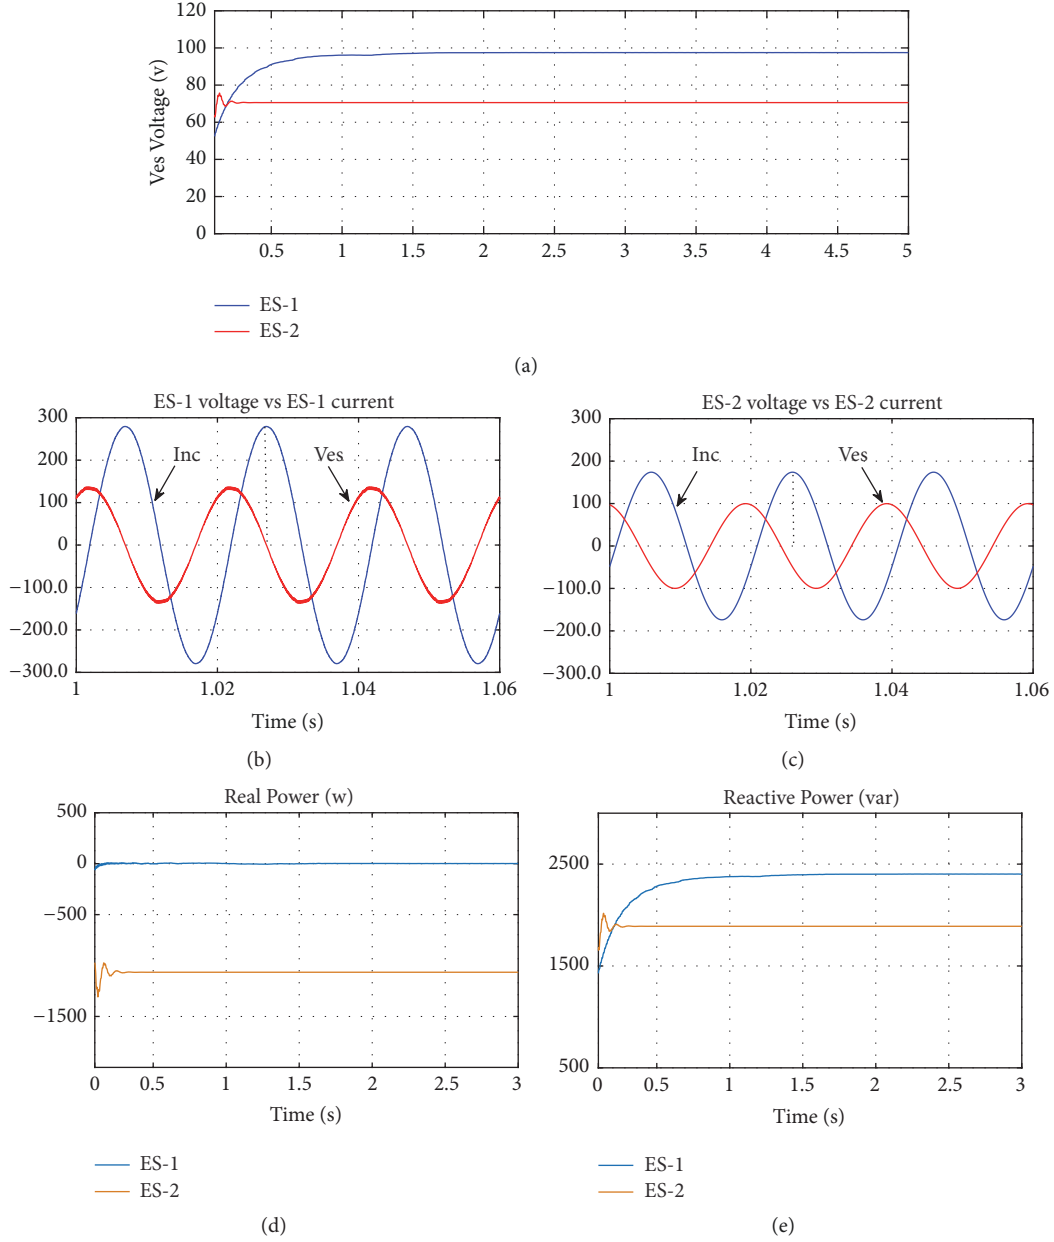 120
100
80
60
40
20
0
Ves Voltage (v)
0.5 1 1.5 2 2.5 3 3.5 4 4.5 5
ES-1
ES-2
(a)
ES-1 voltage vs ES-1 current
300
200
100
0
−100.0
−200.0
−300.0
Inc
Ves
1 1.02 1.04 1.06
Time (s)
(b)
ES-2 voltage vs ES-2 current
300
200
100
0
−100.0
−200.0
−300.0
Inc
Ves
1 1.02 1.04 1.06
Time (s)
(c)
Real Power (w)
500
0
−500
−1500
0 0.5 1 1.5 2 2.5 3
Time (s)
ES-1
ES-2
(d)
Reactive Power (var)
2500
1500
500
0 0.5 1 1.5 2 2.5 3
Time (s)
ES-1
ES-2
(e)